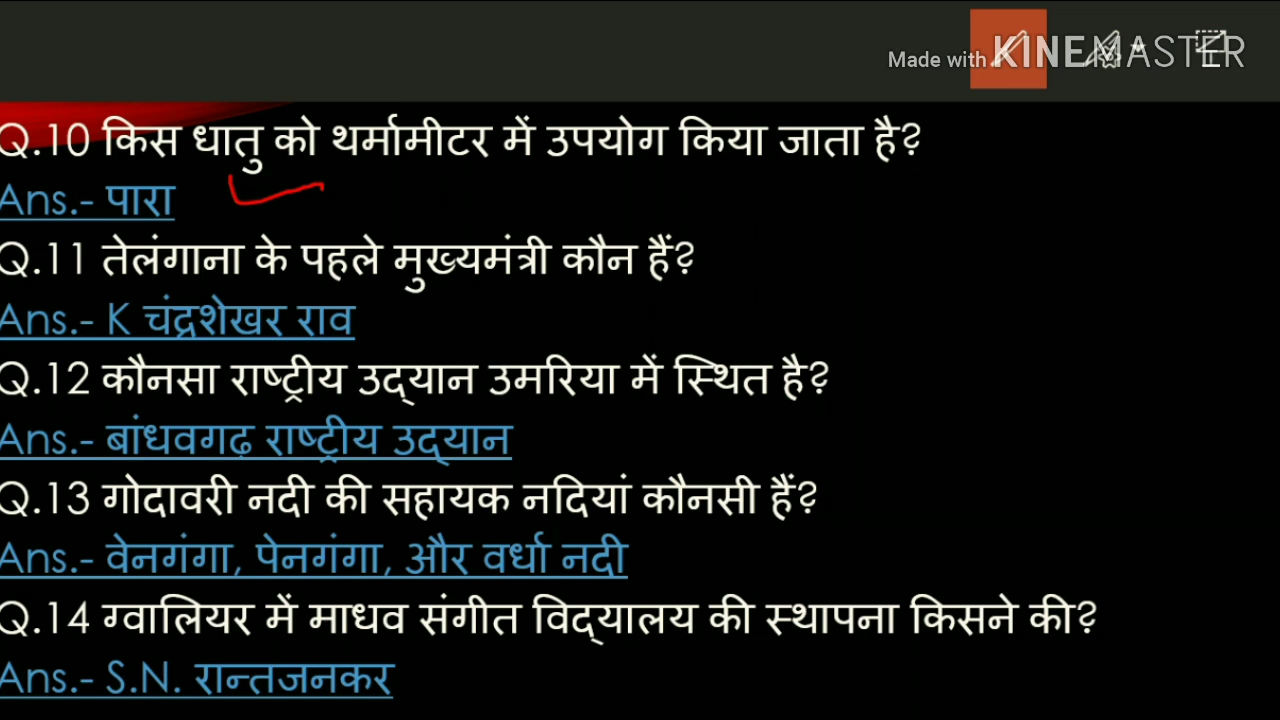 Made with KINEMASTER
Q.10 किस धातु को थर्मामीटर में उपयोग किया जाता है?
Ans.- पारा
Q.11 तेलंगाना के पहले मुख्यमंत्री कौन हैं?
Ans.- K चंद्रशेखर राव
Q.12 कौनसा राष्ट्रीय उद्यान उमरिया में स्थित है?
Ans.- बांधवगढ़ राष्ट्रीय उद्यान
Q.13 गोदावरी नदी की सहायक नदियां कौनसी हैं?
Ans.- वेनगंगा, पेनगंगा, और वर्धा नदी
Q.14 ग्वालियर में माधव संगीत विद्यालय की स्थापना किसने की?
Ans.- S.N. रान्तजनकर